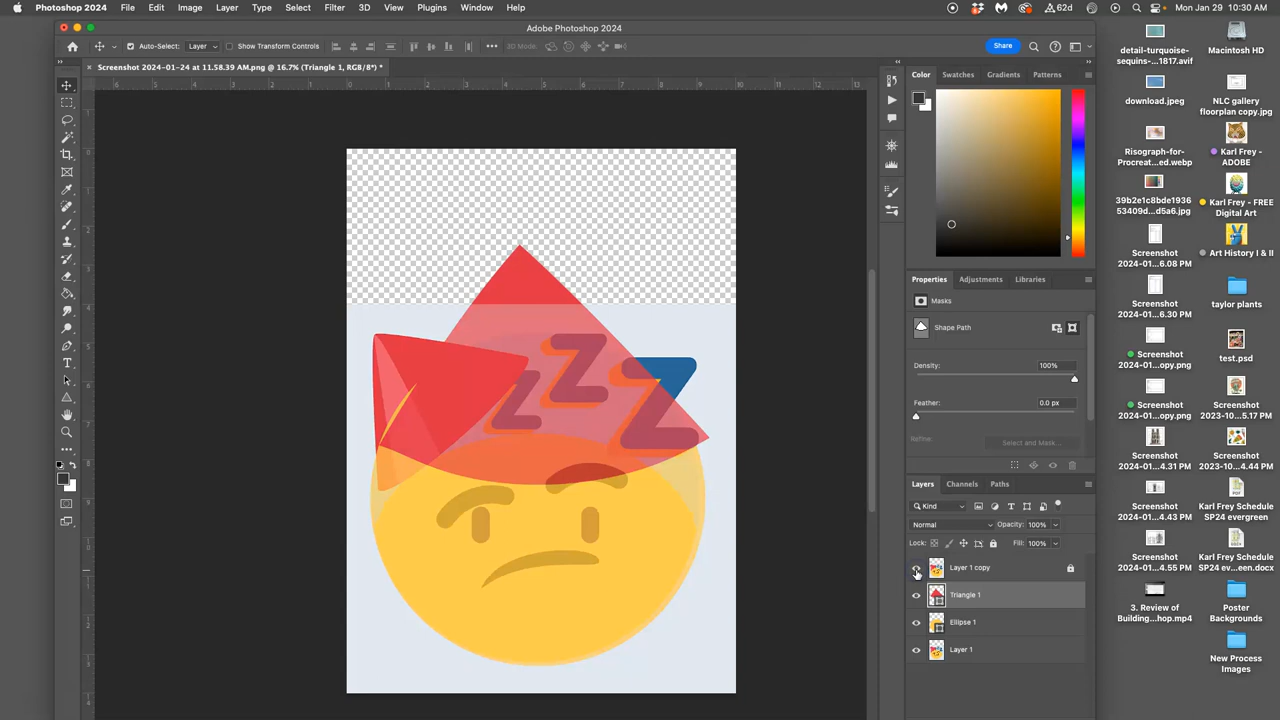 Photoshop 2024 File Edit Image Layer Type Select Filter 3D View Plugins Window Help 62d Mon Jan 29 10:30 AM
Adobe Photoshop 2024
Auto-Select: Layer Show Transform Controls 3D Mode: Share
Screenshot 2024-01-24 at 11.58.39 AM.png @ 16.7% (Triangle 1, RGB/8*) *
Color Swatches Gradients Patterns
Properties Adjustments Libraries
Masks
Shape Path
Density: 100%
Feather: 0.0 px
Refine: Select and Mask...
Layers Channels Paths
Kind
Normal Opacity: 100%
Lock: Fill: 100%
Layer 1 copy
Triangle 1
Ellipse 1
Layer 1
z z z
detail-turquoise-
sequins-...1817.avif
download.jpeg
Risograph-for-
Procreat...ed.webp
39b2e1c8bde1936
53409d...d5a6.jpg
Screenshot
2024-01...6.08 PM
Screenshot
2024-01...6.30 PM
Screenshot
2024-01...opy.png
Screenshot
2024-01...opy.png
Screenshot
2024-01...4.31 PM
Screenshot
2024-01...4.43 PM
Screenshot
2024-01...4.55 PM
3. Review of
Building...hop.mp4
Macintosh HD
NLC gallery
floorplan copy.jpg
Karl Frey -
ADOBE
Karl Frey - FREE
Digital Art
Art History I & II
taylor plants
test.psd
Screenshot
2023-10...5.17 PM
Screenshot
2023-10...4.44 PM
Karl Frey Schedule
SP24 evergreen
Karl Frey Schedule
SP24 ev...een.docx
Poster
Backgrounds
New Process
Images